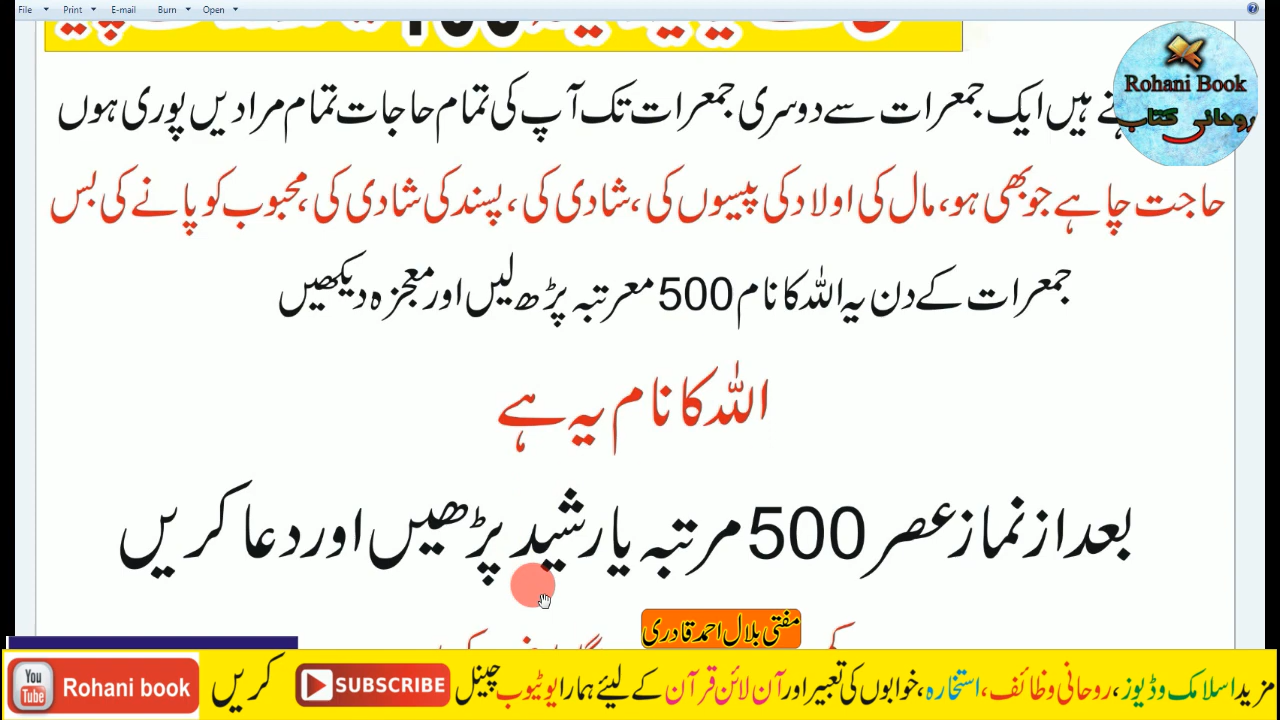 File Print E-mail Burn Open
100
Rohani Book
روحانی کتاب
ہیں ایک جمعرات سے دوسری جمعرات تک آپ کی تمام حاجات تمام مرادیں پوری ہوں
حاجت چاہے جو بھی ہو، مال کی اولاد کی پیسوں کی ،شادی کی ،پسند کی شادی کی ،محبوب کو پانے کی بس
جمعرات کے دن یہ اللہ کا نام 500 معرتبہ پڑھ لیں اور معجزہ دیکھیں
اللہ کا نام یہ ہے
بعد از نماز عصر 500 مرتبہ یا رشید پڑھیں اور دعا کریں
مفتی بلال احمد قادری
مزید اسلامک وڈیوز ،روحانی وظائف ،استخارہ ،خوابوں کی تعبیر اور آن لائن قرآن کے لیئے ہمارا یوٹیوب چینل SUBSCRIBE کریں
You Tube Rohani book